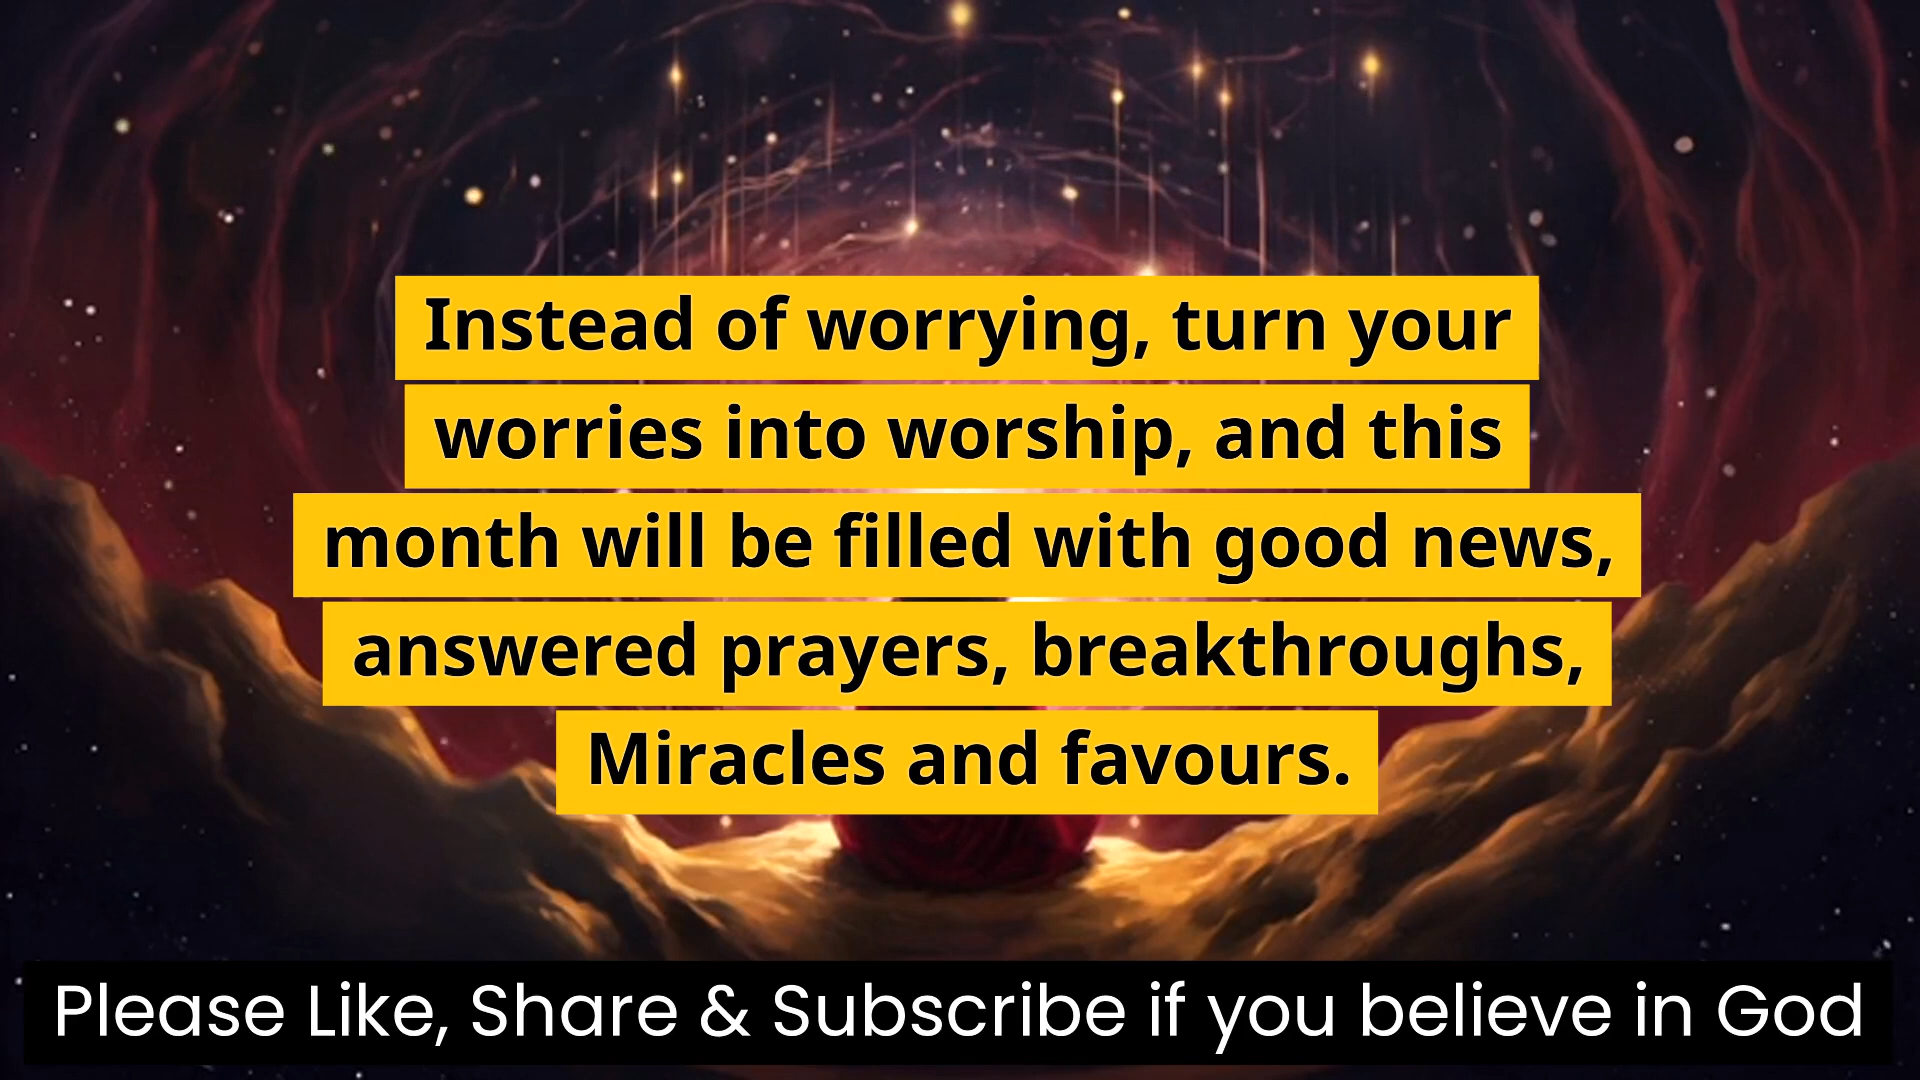 Instead of worrying, turn your
worries into worship, and this
month will be filled with good news,
answered prayers, breakthroughs,
Miracles and favours.
Please Like, Share & Subscribe if you believe in God